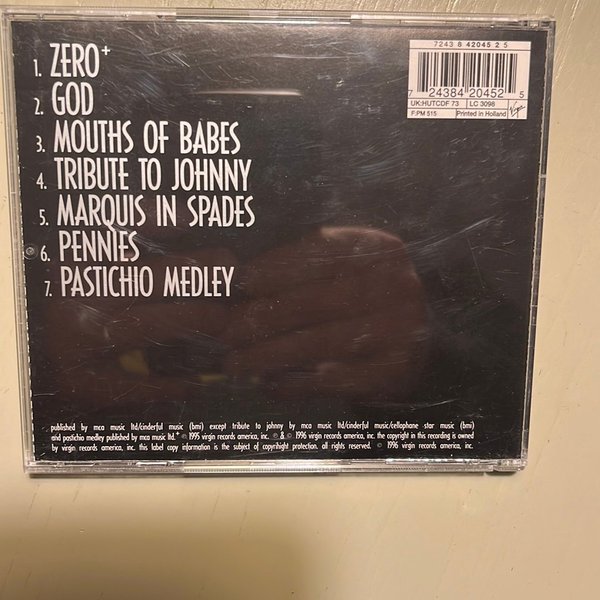 7243 8 42045 2 5
7 24384 20452 5
UK:HUTCDF 73 LC 3098
F:PM 515 Printed in Holland Virgin
1. ZERO+
2. GOD
3. MOUTHS OF BABES
4. TRIBUTE TO JOHNNY
5. MARQUIS IN SPADES
6. PENNIES
7. PASTICHIO MEDLEY
published by mca music ltd/cinderful music (bmi) except tribute to johnny by mca music ltd/cinderful music/cellophane star music (bmi)
and pastichio medley published by mca music ltd.+ ℗ 1995 virgin records america, inc. ℗ & © 1996 virgin records america, inc. the copyright in this recording is owned
by virgin records america, inc. this label copy information is the subject of copyright protection. all rights reserved. © 1996 virgin records america, inc.